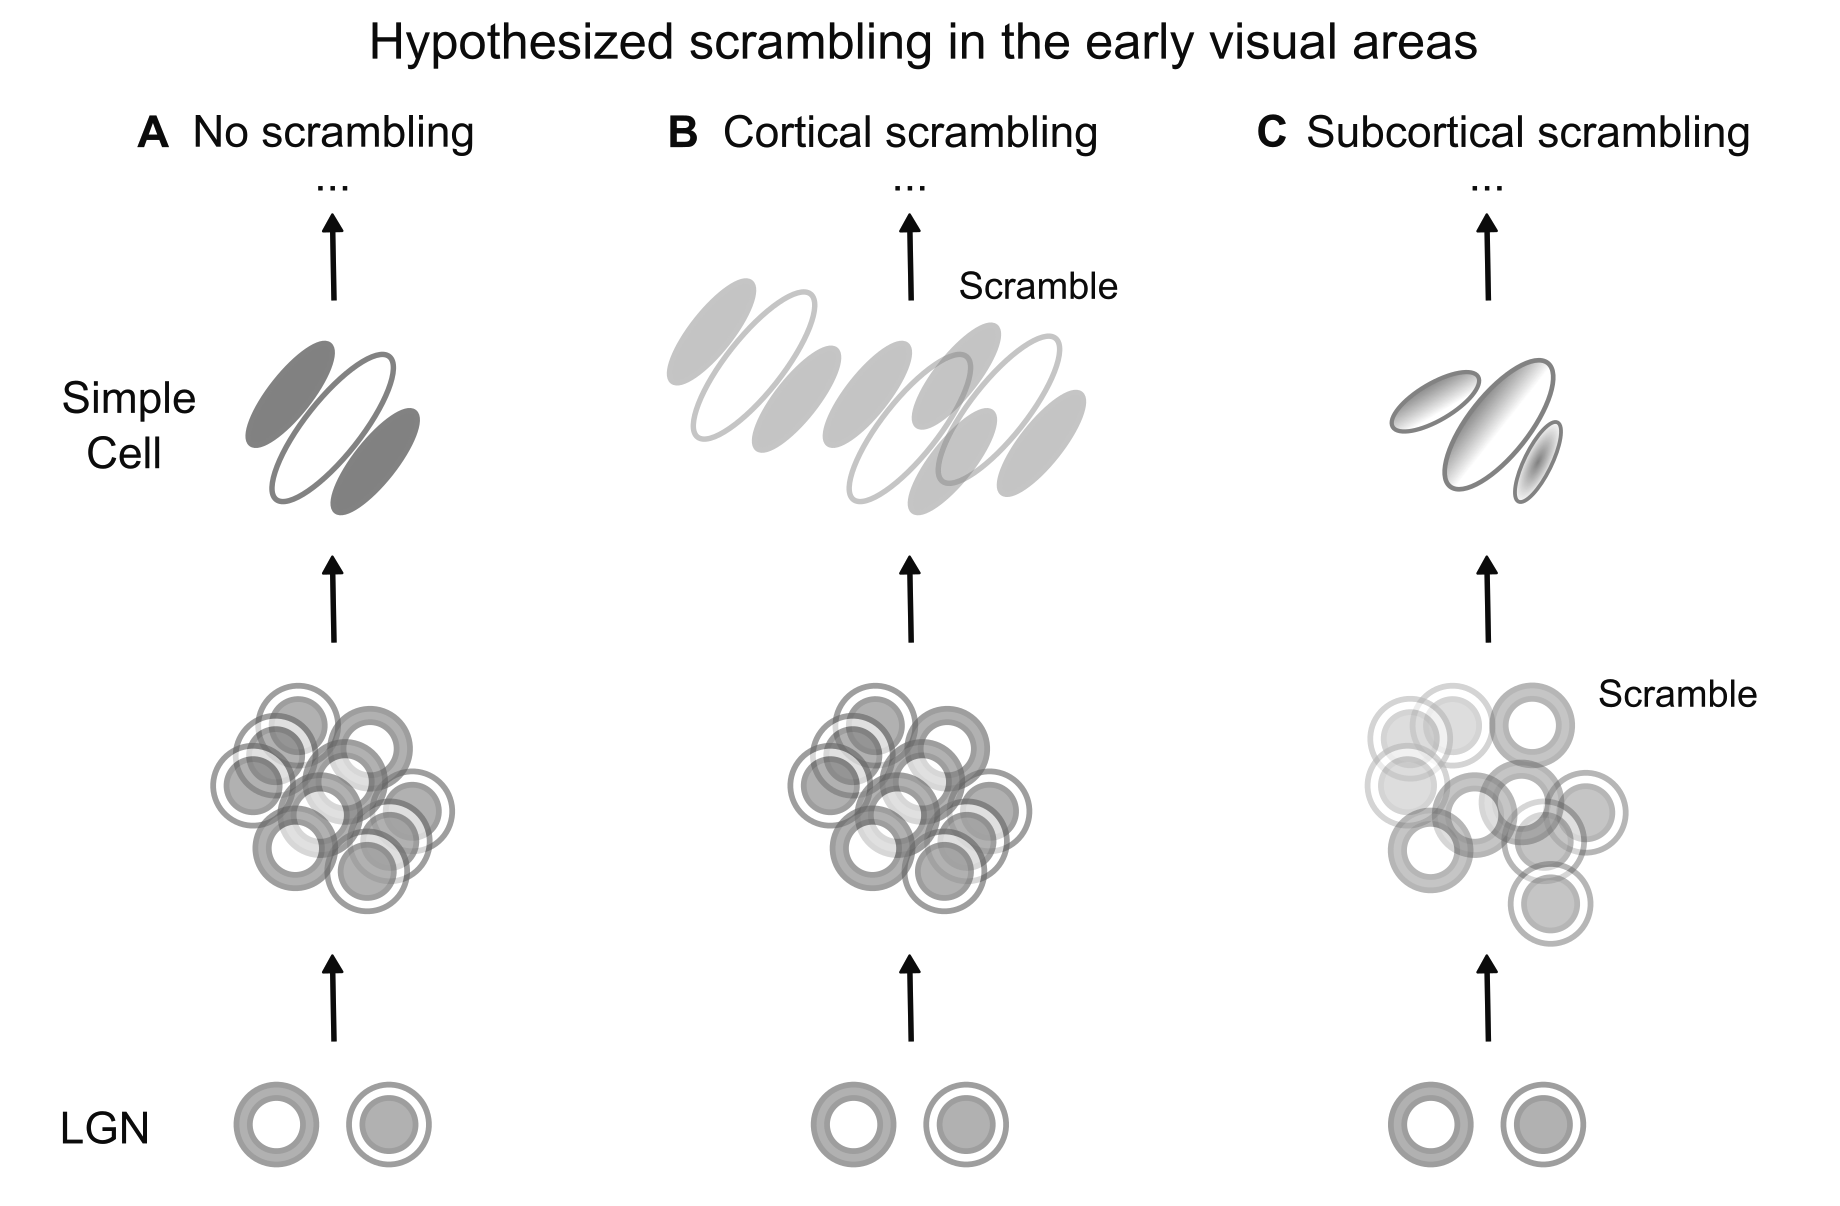 Hypothesized scrambling in the early visual areas
A No scrambling
B Cortical scrambling
C Subcortical scrambling
... ... ...
Scramble
Simple
Cell
Scramble
LGN